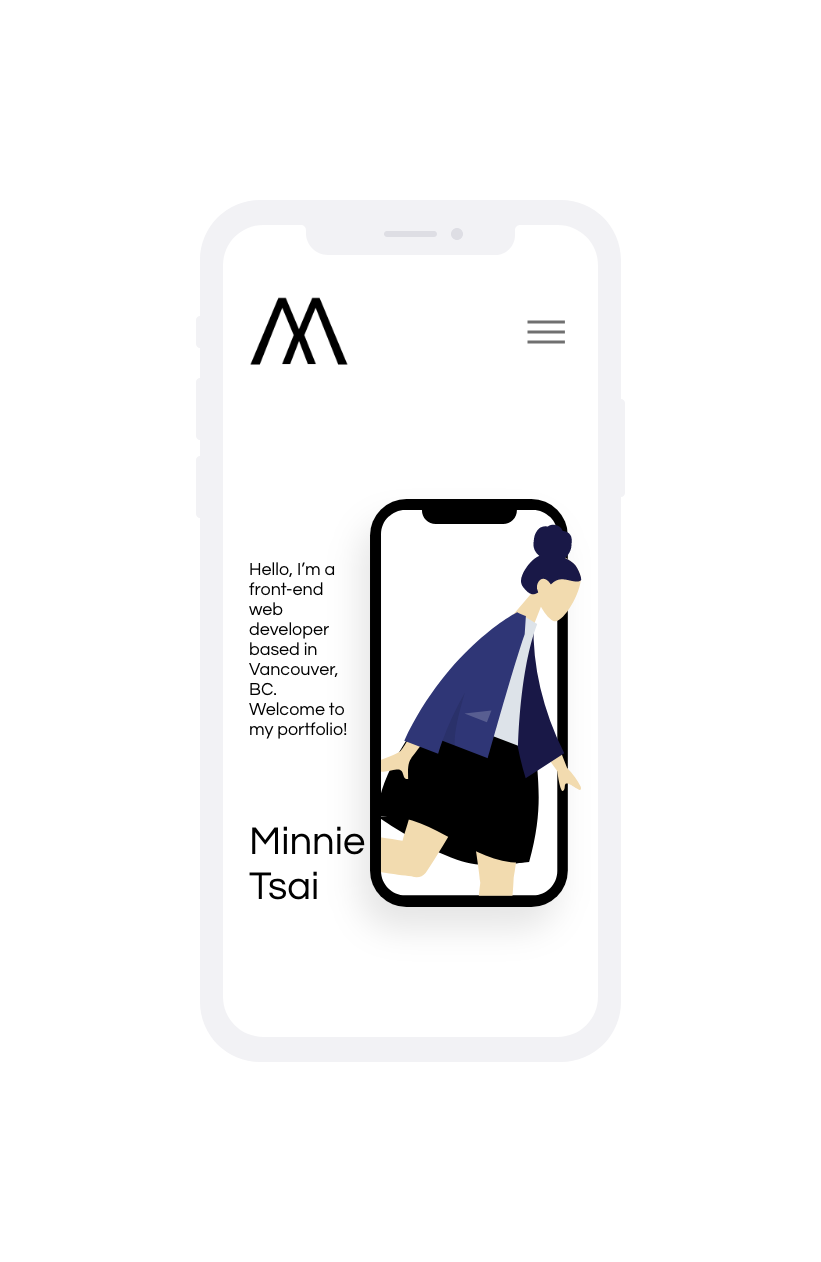 Hello, I’m a
front-end
web
developer
based in
Vancouver,
BC.
Welcome to
my portfolio!
Minnie
Tsai